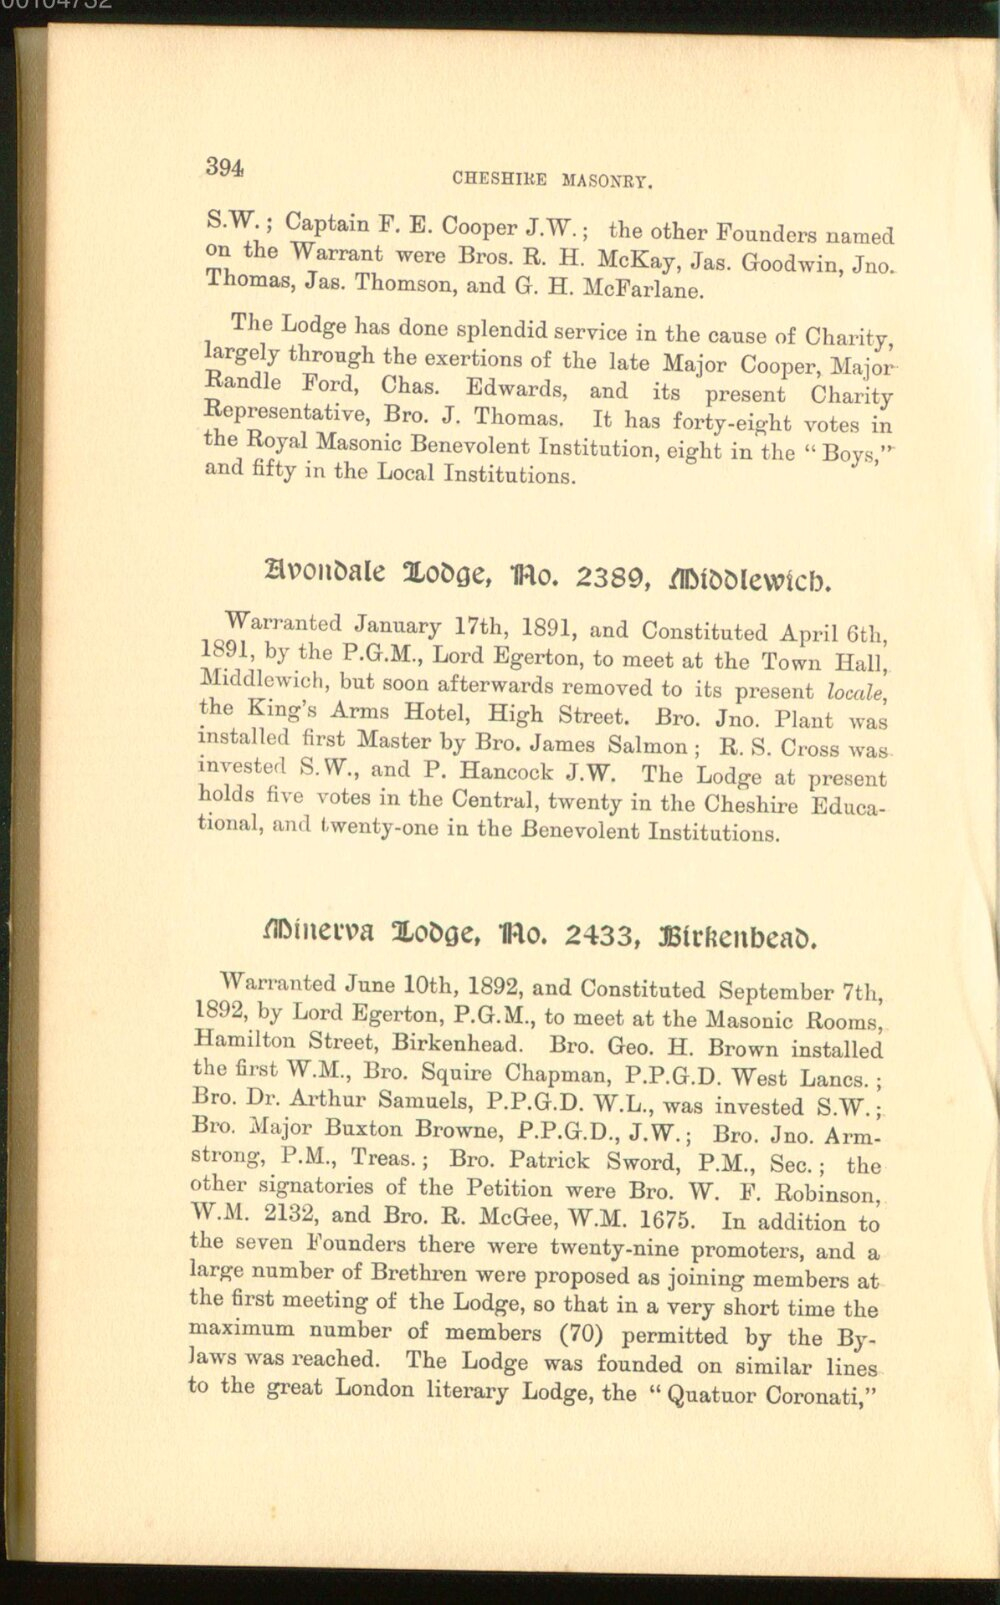 394
CHESHIRE MASONRY.
S.W.; Captain F. E. Cooper J.W.; the other Founders named
on the Warrant were Bros. R. H. McKay, Jas. Goodwin, Jno.
Thomas, Jas. Thomson, and G. H. McFarlane.
The Lodge has done splendid service in the cause of Charity,
largely through the exertions of the late Major Cooper, Major
Randle Ford, Chas. Edwards, and its present Charity
Representative, Bro. J. Thomas. It has forty-eight votes in
the Royal Masonic Benevolent Institution, eight in the "Boys,"
and fifty in the Local Institutions.
Avondale Lodge, No. 2389, Middlewich.
Warranted January 17th, 1891, and Constituted April 6th,
1891, by the P.G.M., Lord Egerton, to meet at the Town Hall,
Middlewich, but soon afterwards removed to its present locale,
the King's Arms Hotel, High Street. Bro. Jno. Plant was
installed first Master by Bro. James Salmon; R. S. Cross was
invested S.W., and P. Hancock J.W. The Lodge at present
holds five votes in the Central, twenty in the Cheshire Educa-
tional, and twenty-one in the Benevolent Institutions.
Minerva Lodge, No. 2433, Birkenhead.
Warranted June 10th, 1892, and Constituted September 7th,
1892, by Lord Egerton, P.G.M., to meet at the Masonic Rooms,
Hamilton Street, Birkenhead. Bro. Geo. H. Brown installed
the first W.M., Bro. Squire Chapman, P.P.G.D. West Lancs.;
Bro. Dr. Arthur Samuels, P.P.G.D. W.L., was invested S.W.;
Bro. Major Buxton Browne, P.P.G.D., J.W.; Bro. Jno. Arm-
strong, P.M., Treas.; Bro. Patrick Sword, P.M., Sec.; the
other signatories of the Petition were Bro. W. F. Robinson,
W.M. 2132, and Bro. R. McGee, W.M. 1675. In addition to
the seven Founders there were twenty-nine promoters, and a
large number of Brethren were proposed as joining members at
the first meeting of the Lodge, so that in a very short time the
maximum number of members (70) permitted by the By-
laws was reached. The Lodge was founded on similar lines
to the great London literary Lodge, the "Quatuor Coronati,"